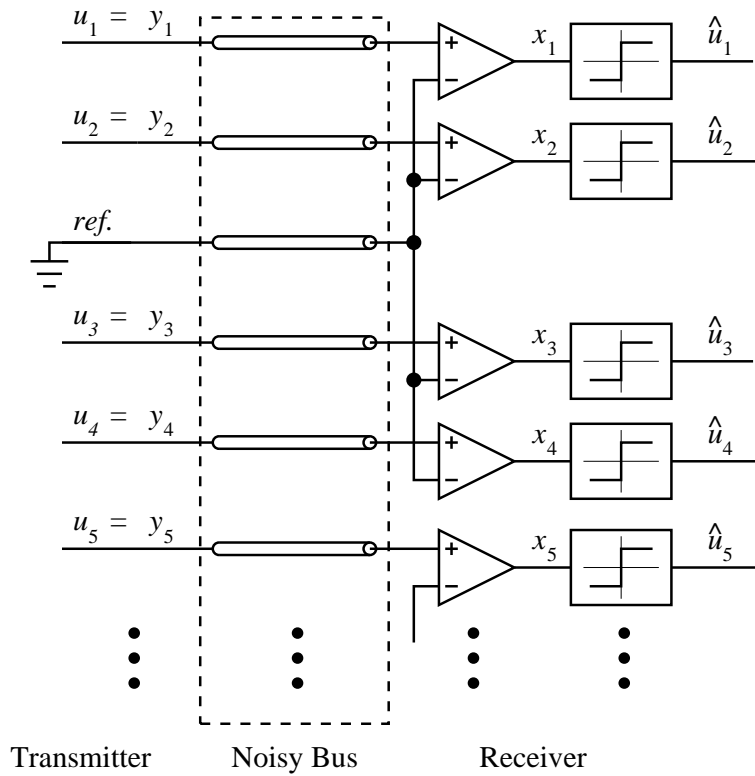 u₁ = y₁ x₁ û₁
u₂ = y₂ x₂ û₂
ref.
u₃ = y₃ x₃ û₃
u₄ = y₄ x₄ û₄
u₅ = y₅ x₅ û₅
Transmitter Noisy Bus Receiver